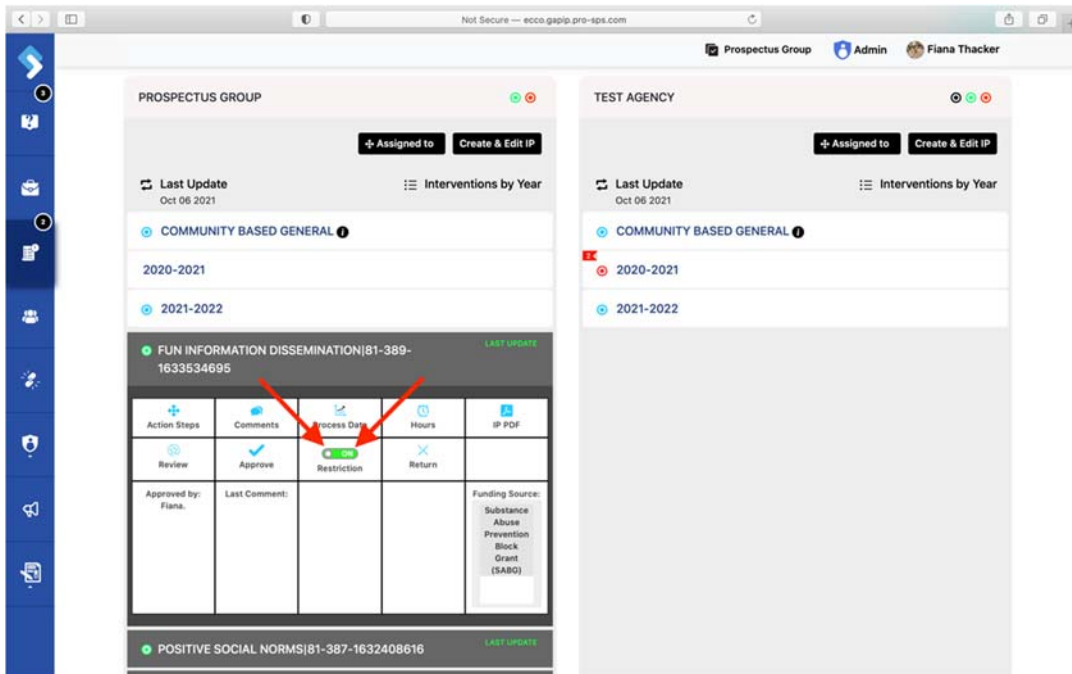 Not Secure — ecco.gapip.pro-sps.com
Prospectus Group Admin Fiana Thacker
3
2
PROSPECTUS GROUP
Assigned to Create & Edit IP
Last Update Interventions by Year
Oct 06 2021
COMMUNITY BASED GENERAL i
2020-2021
2021-2022
FUN INFORMATION DISSEMINATION|81-389-
1633534695
LAST UPDATE
Action Steps Comments Process Data Hours IP PDF
Review Approve ON Restriction Return
Approved by:
Fiana.
Last Comment:
Funding Source:
Substance
Abuse
Prevention
Block
Grant
(SABG)
POSITIVE SOCIAL NORMS|81-387-1632408616
LAST UPDATE
TEST AGENCY
Assigned to Create & Edit IP
Last Update Interventions by Year
Oct 06 2021
COMMUNITY BASED GENERAL i
2020-2021
2021-2022